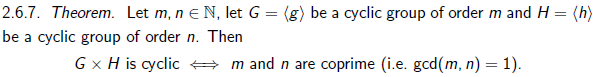 2.6.7. Theorem. Let m, n ∈ ℕ, let G = ⟨g⟩ be a cyclic group of order m and H = ⟨h⟩
be a cyclic group of order n. Then
G × H is cyclic ⟺ m and n are coprime (i.e. gcd(m, n) = 1).